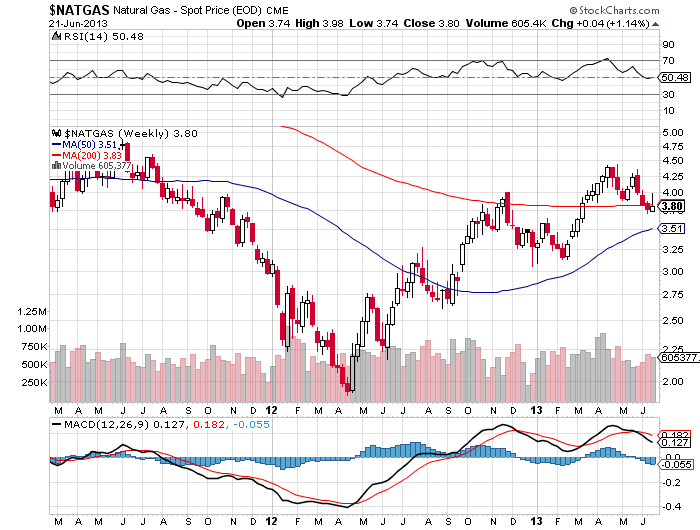 $NATGAS Natural Gas - Spot Price (EOD) CME © StockCharts.com
21-Jun-2013 Open 3.74 High 3.98 Low 3.74 Close 3.80 Volume 605.4K Chg +0.04 (+1.14%)
RSI(14) 50.48
90
70
50.48
30
10
$NATGAS (Weekly) 3.80
MA(50) 3.51
MA(200) 3.83
Volume 605,377
5.00
4.75
4.50
4.25
4.00
3.80
3.51
3.25
3.00
2.75
2.50
2.25
2.00
1.25M
1.00M
750K
500K
250K
605377
M A M J J A S O N D 12 F M A M J J A S O N D 13 F M A M J
MACD(12,26,9) 0.127, 0.182, -0.055
0.182
0.127
0.0
-0.055
-0.2
-0.4
M A M J J A S O N D 12 F M A M J J A S O N D 13 F M A M J